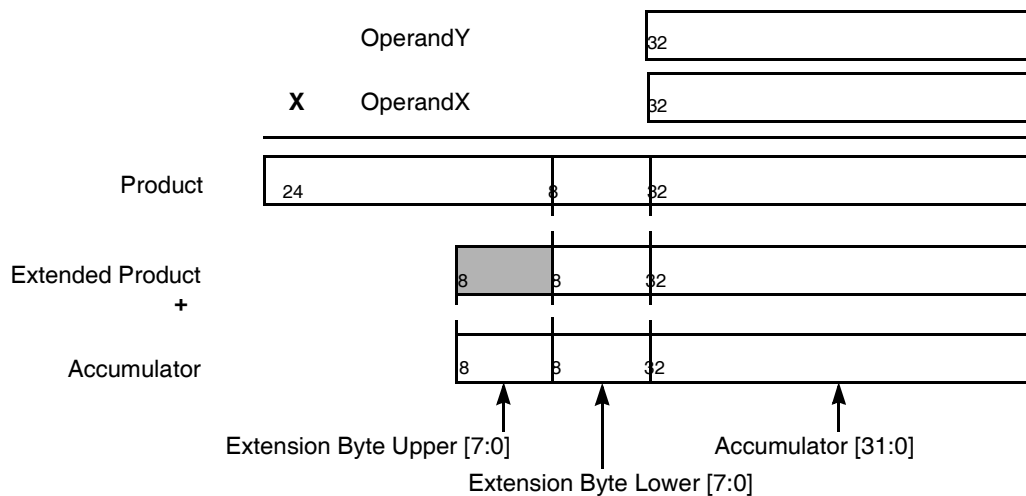 OperandY 32
X OperandX 32
Product 24 8 32
Extended Product 8 8 32
+
Accumulator 8 8 32
Extension Byte Upper [7:0] Accumulator [31:0]
Extension Byte Lower [7:0]